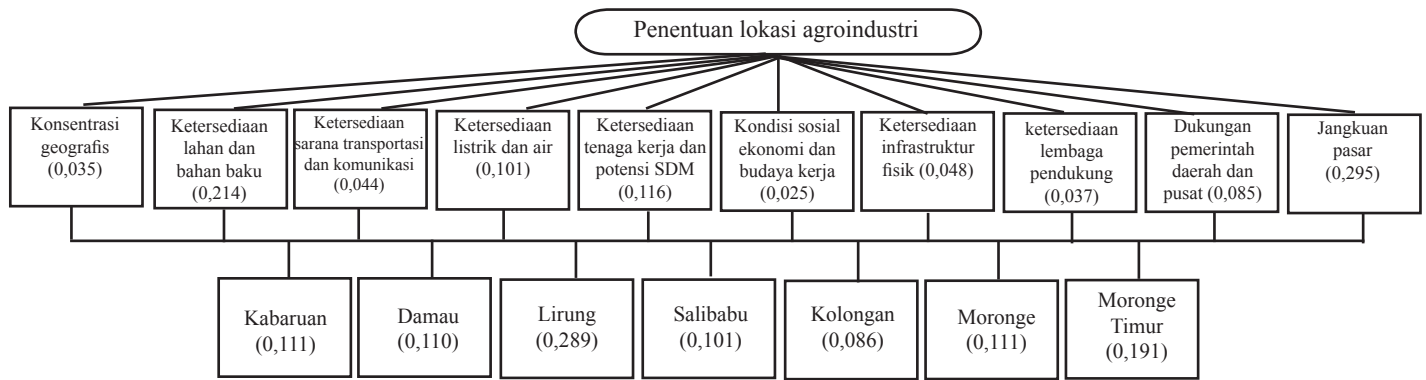 Penentuan lokasi agroindustri
Konsentrasi
geografis
(0,035)
Ketersediaan
lahan dan
bahan baku
(0,214)
Ketersediaan
sarana transportasi
dan komunikasi
(0,044)
Ketersediaan
listrik dan air
(0,101)
Ketersediaan
tenaga kerja dan
potensi SDM
(0,116)
Kondisi sosial
ekonomi dan
budaya kerja
(0,025)
Ketersediaan
infrastruktur
fisik (0,048)
ketersediaan
lembaga
pendukung
(0,037)
Dukungan
pemerintah
daerah dan
pusat (0,085)
Jangkuan
pasar
(0,295)
Kabaruan
(0,111)
Damau
(0,110)
Lirung
(0,289)
Salibabu
(0,101)
Kolongan
(0,086)
Moronge
(0,111)
Moronge
Timur
(0,191)